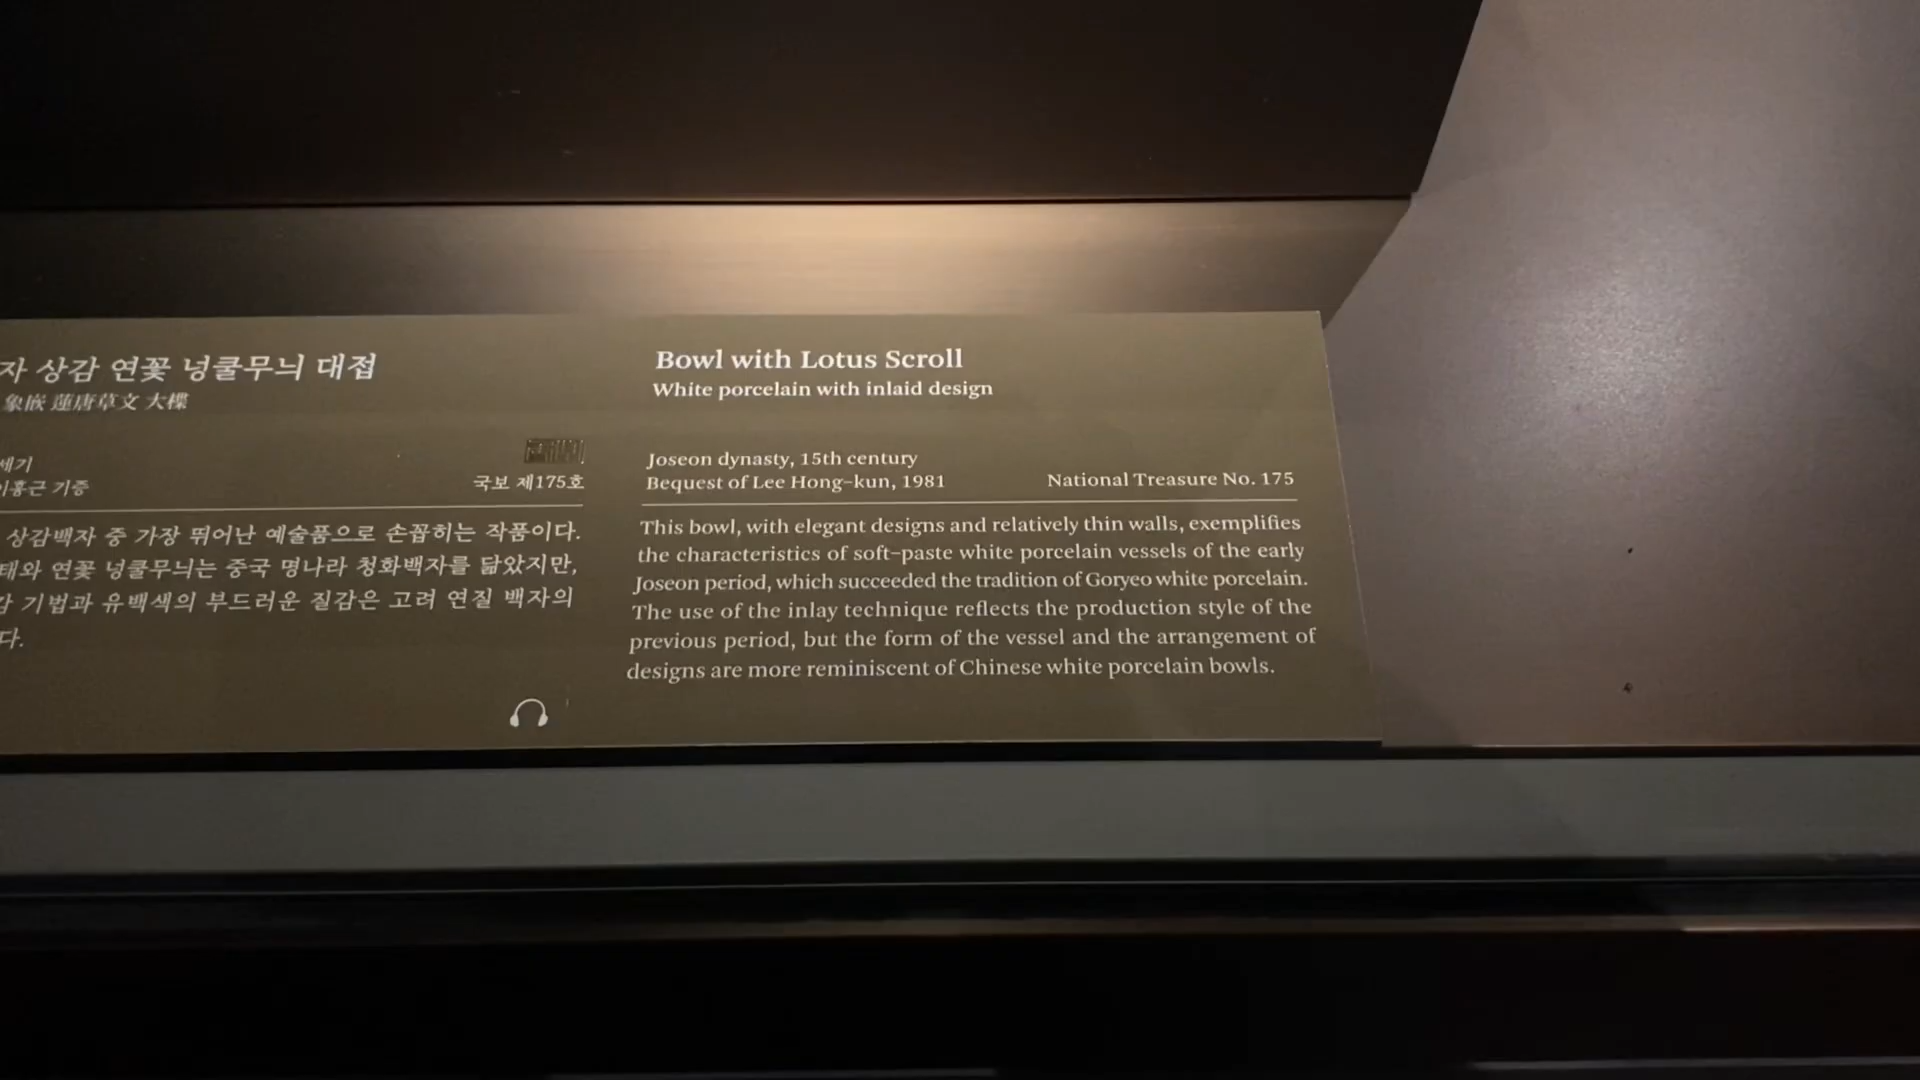 자 상감 연꽃 넝쿨무늬 대접
象嵌 蓮唐草文 大楪
세기
이홍근 기증
국보 제175호
상감백자 중 가장 뛰어난 예술품으로 손꼽히는 작품이다.
태와 연꽃 넝쿨무늬는 중국 명나라 청화백자를 닮았지만,
감 기법과 유백색의 부드러운 질감은 고려 연질 백자의
다.
Bowl with Lotus Scroll
White porcelain with inlaid design
Joseon dynasty, 15th century
Bequest of Lee Hong-kun, 1981
National Treasure No. 175
This bowl, with elegant designs and relatively thin walls, exemplifies
the characteristics of soft-paste white porcelain vessels of the early
Joseon period, which succeeded the tradition of Goryeo white porcelain.
The use of the inlay technique reflects the production style of the
previous period, but the form of the vessel and the arrangement of
designs are more reminiscent of Chinese white porcelain bowls.